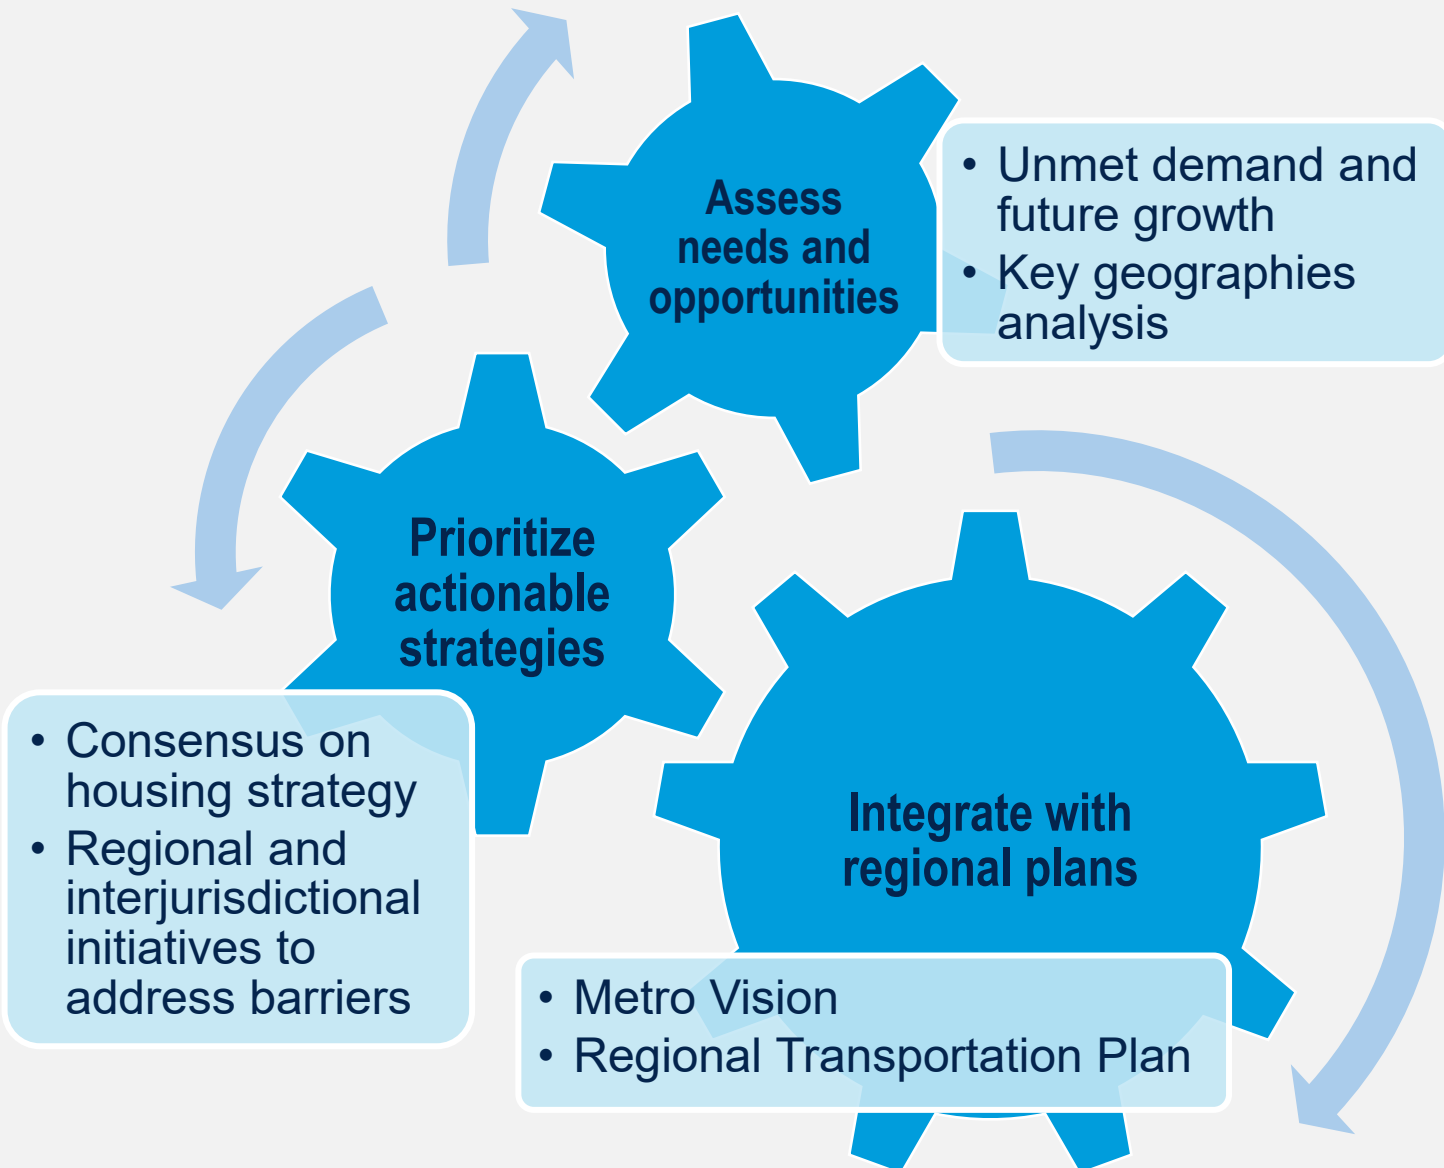 Assess
needs and
opportunities
• Unmet demand and
future growth
• Key geographies
analysis
Prioritize
actionable
strategies
• Consensus on
housing strategy
• Regional and
interjurisdictional
initiatives to
address barriers
Integrate with
regional plans
• Metro Vision
• Regional Transportation Plan